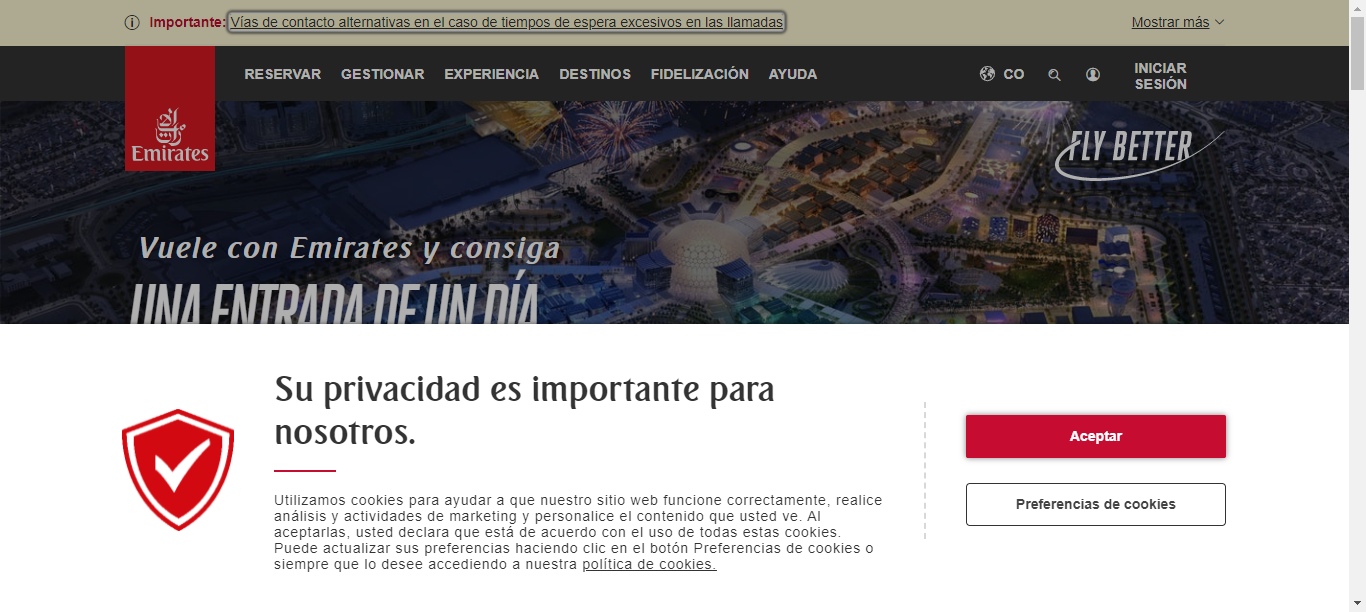 Importante: Vías de contacto alternativas en el caso de tiempos de espera excesivos en las llamadas
Mostrar más
RESERVAR GESTIONAR EXPERIENCIA DESTINOS FIDELIZACIÓN AYUDA
CO
INICIAR
SESIÓN
Emirates
FLY BETTER
Vuele con Emirates y consiga
UNA ENTRADA DE UN DÍA
Su privacidad es importante para
nosotros.
Utilizamos cookies para ayudar a que nuestro sitio web funcione correctamente, realice
análisis y actividades de marketing y personalice el contenido que usted ve. Al
aceptarlas, usted declara que está de acuerdo con el uso de todas estas cookies.
Puede actualizar sus preferencias haciendo clic en el botón Preferencias de cookies o
siempre que lo desee accediendo a nuestra política de cookies.
Aceptar
Preferencias de cookies